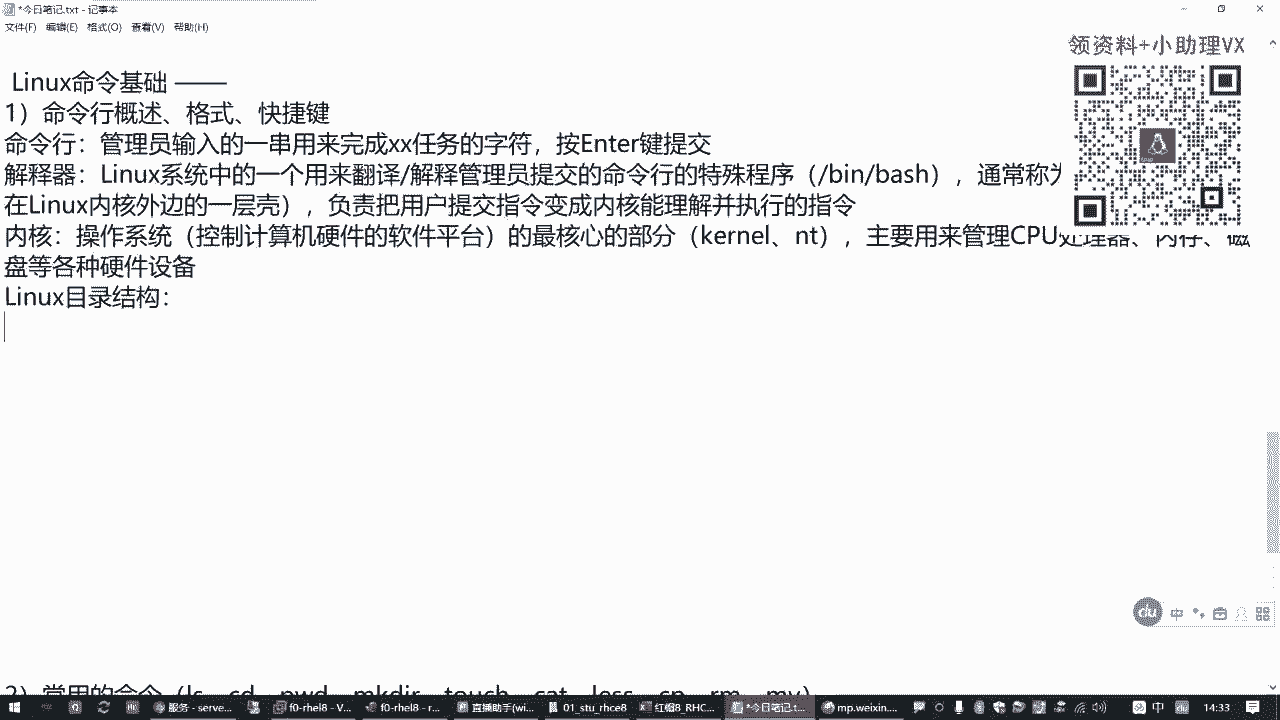 *今日笔记.txt - 记事本
文件(F) 编辑(E) 格式(O) 查看(V) 帮助(H)
领资料+小助理VX
Linux命令基础 ——
1）命令行概述、格式、快捷键
命令行：管理员输入的一串用来完成xx任务的字符，按Enter键提交
解释器：Linux系统中的一个用来翻译/解释管理员提交的命令行的特殊程序（/bin/bash），通常称为
在Linux内核外边的一层壳），负责把用户提交指令变成内核能理解并执行的指令
内核：操作系统（控制计算机硬件的软件平台）的最核心的部分（kernel、nt），主要用来管理CPU处理器、内存、磁
盘等各种硬件设备
Linux目录结构：
du 中
2）常用的命令（ls、cd、pwd、mkdir、touch、cat、less、cp、rm、mv）
服务 - serve... f0-rhel8 - V... f0-rhel8 - r... 直播助手(wi... 01_stu_rhce8 红帽8_RHC... *今日笔记.t... mp.weixin.... 中 14:33